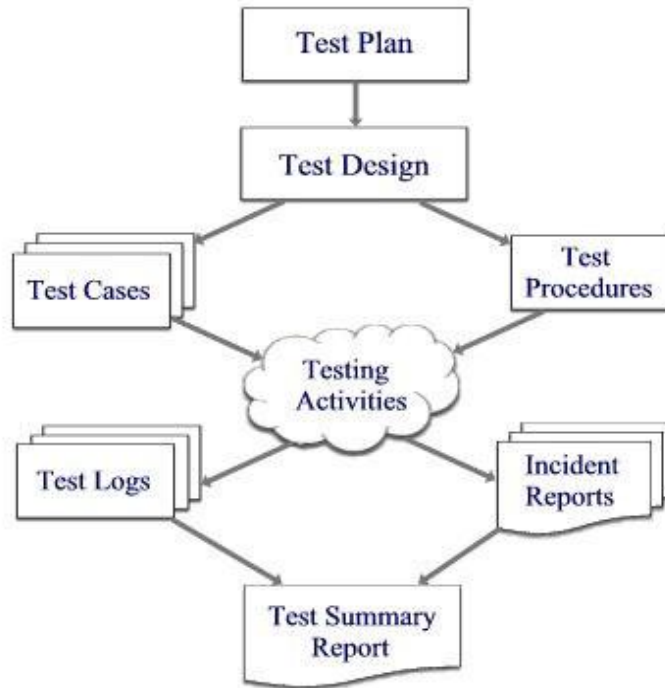 Test Plan
Test Design
Test Cases
Test
Procedures
Testing
Activities
Test Logs
Incident
Reports
Test Summary
Report